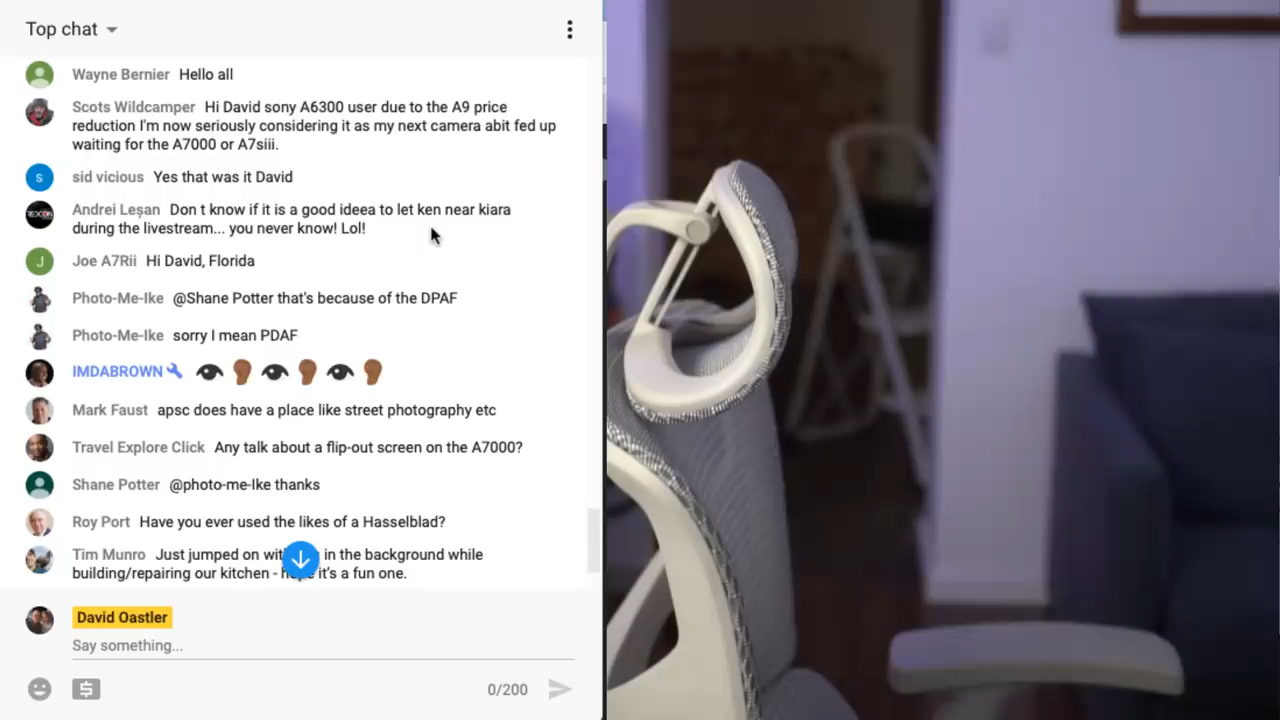 Top chat
Wayne Bernier Hello all
Scots Wildcamper Hi David sony A6300 user due to the A9 price
reduction I'm now seriously considering it as my next camera abit fed up
waiting for the A7000 or A7siii.
S
sid vicious Yes that was it David
Andrei Leșan Don t know if it is a good ideea to let ken near kiara
during the livestream... you never know! Lol!
J
Joe A7Rii Hi David, Florida
Photo-Me-Ike @Shane Potter that's because of the DPAF
Photo-Me-Ike sorry I mean PDAF
IMDABROWN 👁👂🏾👁👂🏾👁👂🏾
Mark Faust apsc does have a place like street photography etc
Travel Explore Click Any talk about a flip-out screen on the A7000?
Shane Potter @photo-me-Ike thanks
Roy Port Have you ever used the likes of a Hasselblad?
Tim Munro Just jumped on in the background while
building/repairing our kitchen - it's a fun one.
David Oastler
Say something...
0/200